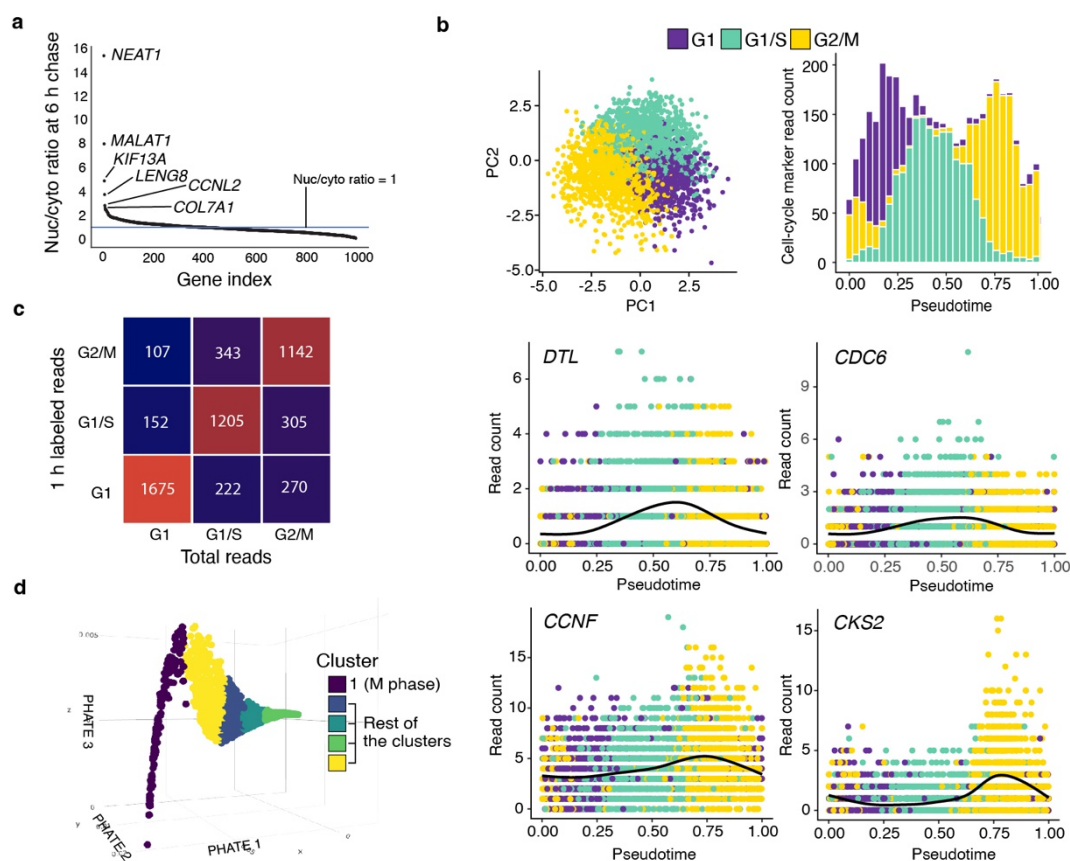 a
Nuc/cyto ratio at 6 h chase
16
14
12
10
8
6
4
2
0
NEAT1
MALAT1
KIF13A
LENG8
CCNL2
COL7A1
Nuc/cyto ratio = 1
0 200 400 600 800 1000
Gene index
b
G1 G1/S G2/M
PC2
2.5
0.0
-2.5
-5.0
-5.0 -2.5 0.0 2.5
PC1
Cell-cycle marker read count
200
150
100
50
0
0.00 0.25 0.50 0.75 1.00
Pseudotime
DTL
Read count
6
4
2
0
0.00 0.25 0.50 0.75 1.00
Pseudotime
CDC6
Read count
9
6
3
0
0.00 0.25 0.50 0.75 1.00
Pseudotime
CCNF
Read count
15
10
5
0
0.00 0.25 0.50 0.75 1.00
Pseudotime
CKS2
Read count
15
10
5
0
0.00 0.25 0.50 0.75 1.00
Pseudotime
c
1 h labeled reads
G2/M 107 343 1142
G1/S 152 1205 305
G1 1675 222 270
G1 G1/S G2/M
Total reads
d
0.005
PHATE 3
z
0
y
PHATE 2
PHATE 1
x
0
Cluster
1 (M phase)
Rest of
the clusters